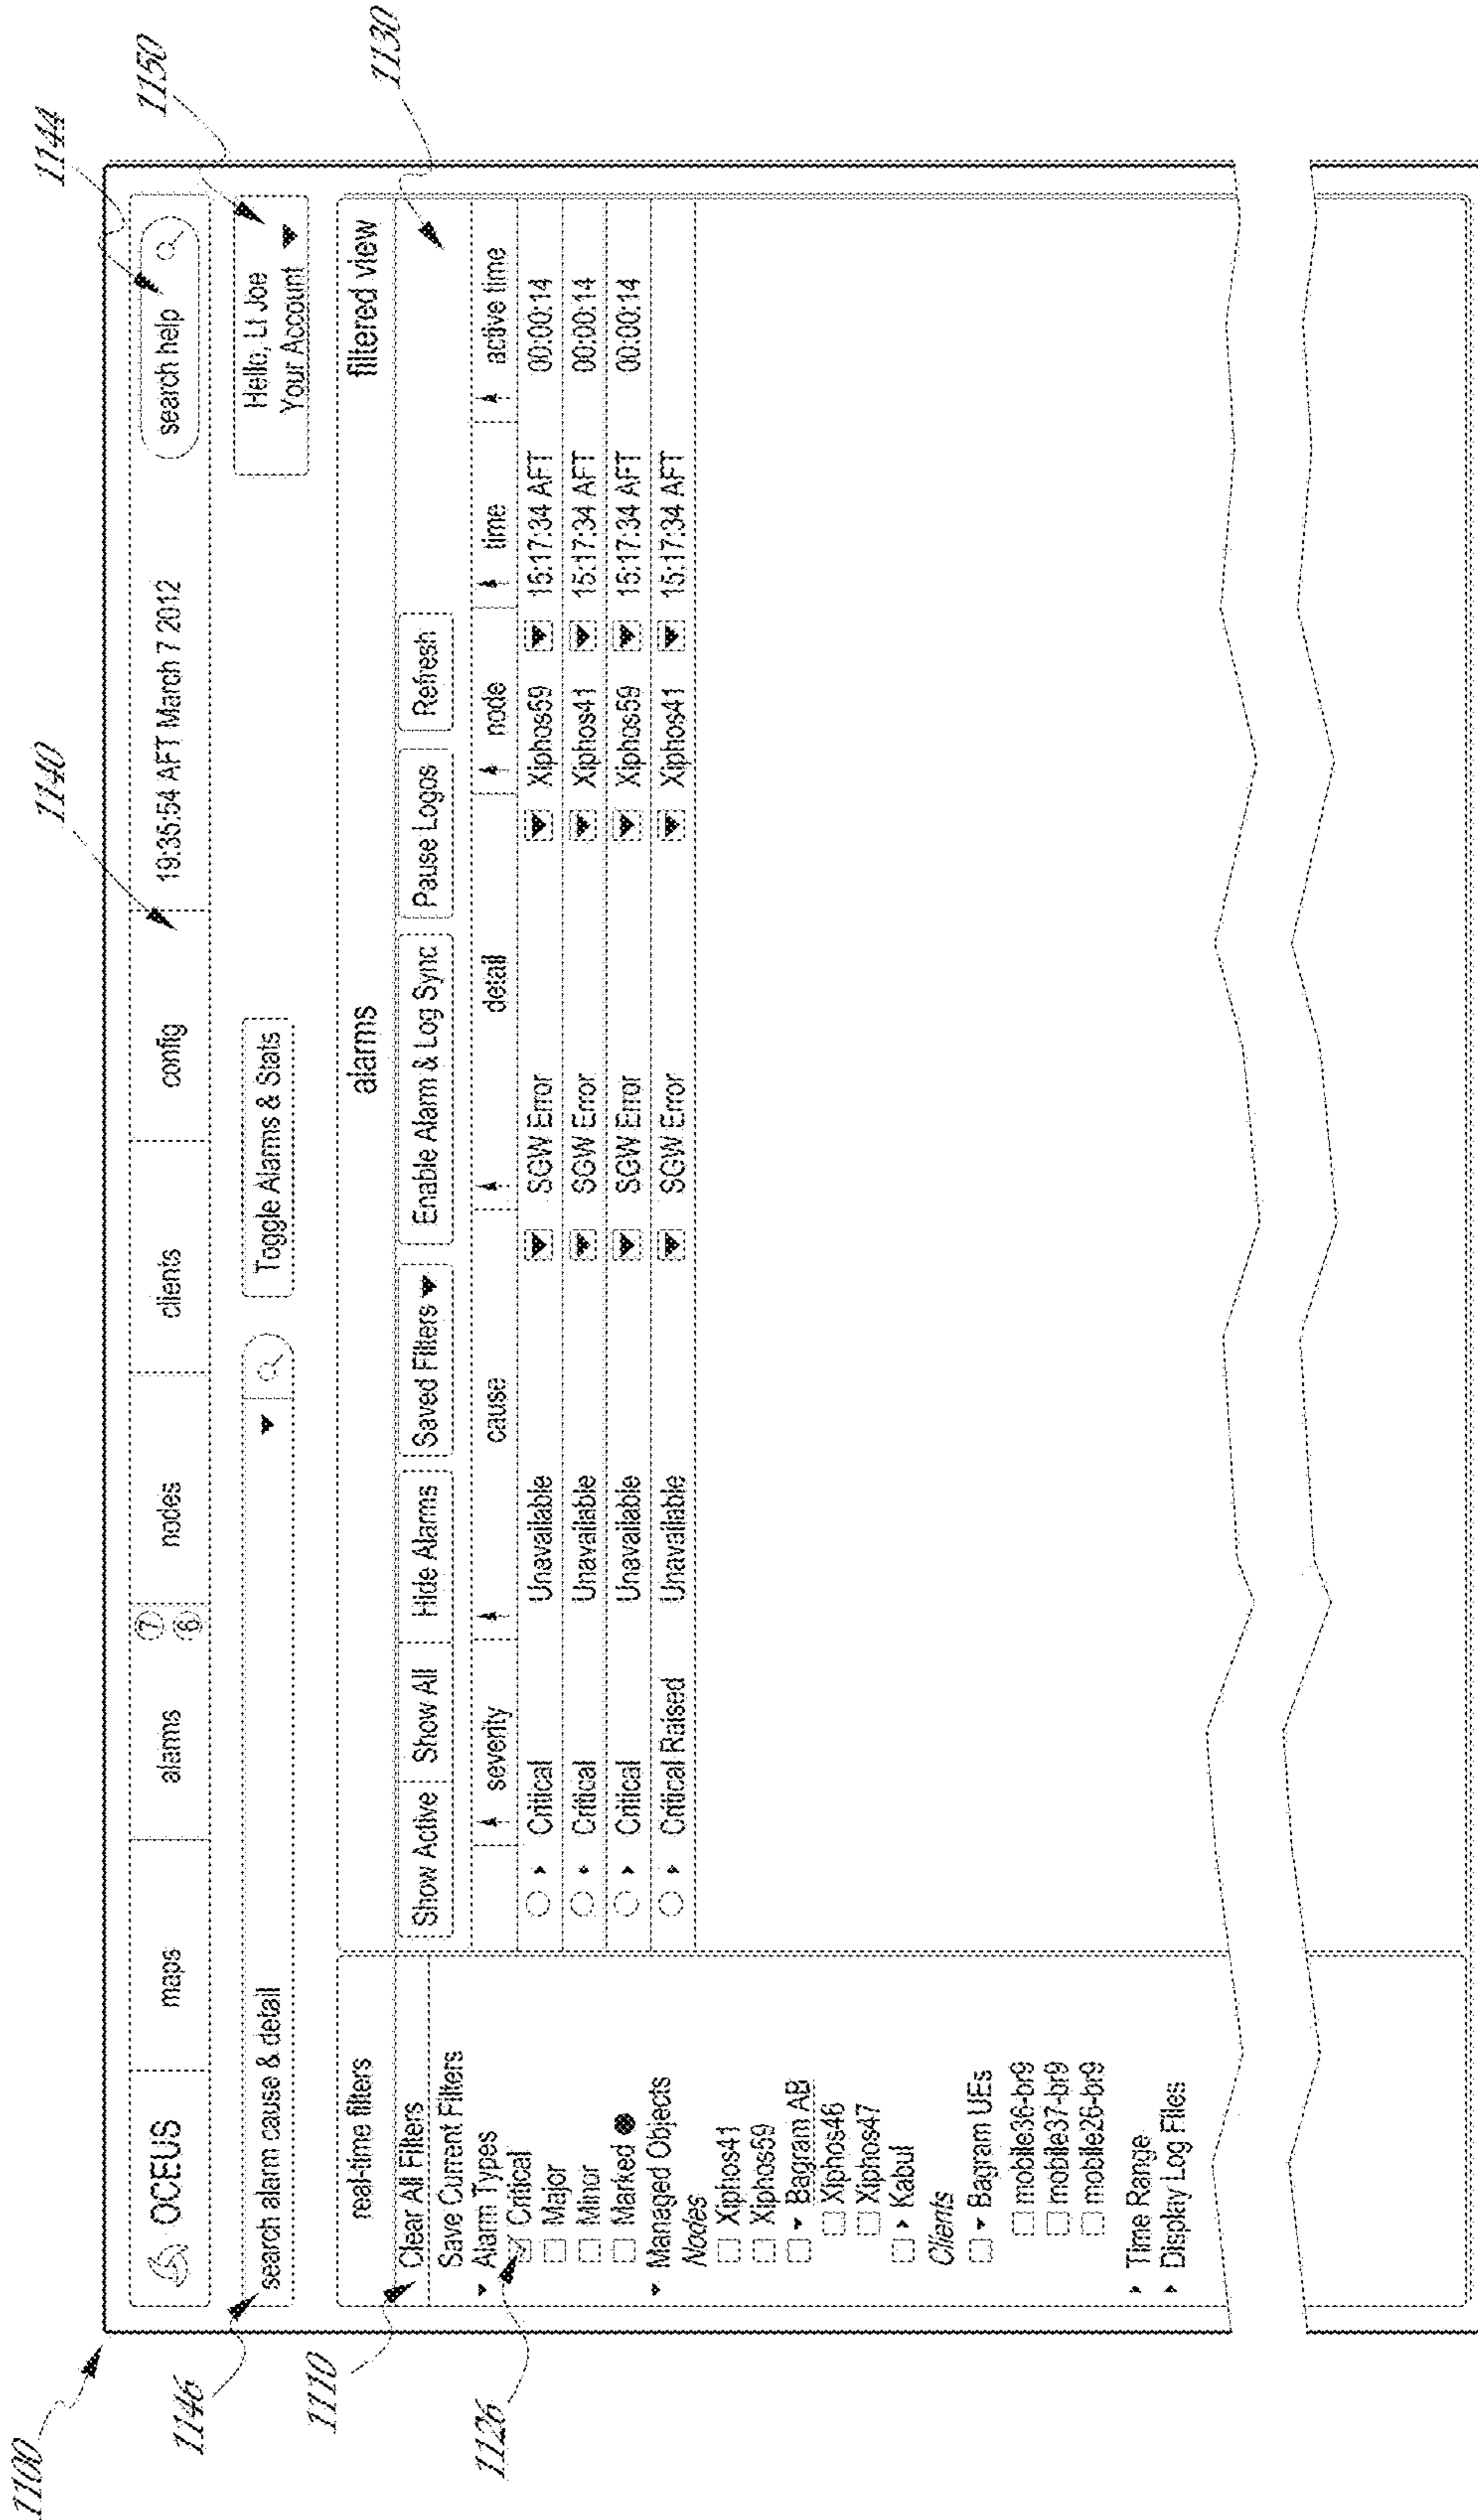 1100
1140
1144
1150
1130
1146
1110
1126
OCEUS maps alarms 7 6 nodes clients config 19:35:54 AFT March 7 2012 search help
search alarm cause & detail Toggle Alarms & Stats Hello, Lt Joe
Your Account
real-time filters alarms filtered view
Clear All Filters
Save Current Filters
Alarm Types
Critical
Major
Minor
Marked
Managed Objects
Nodes
Xiphos41
Xiphos59
Bagram AB
Xiphos46
Xiphos47
Kabul
Clients
Bagram UEs
mobile36-br9
mobile37-br9
mobile26-br9
Time Range
Display Log Files
Show Active Show All Hide Alarms Saved Filters Enable Alarm & Log Sync Pause Logos Refresh
severity cause detail node time active time
Critical Unavailable SGW Error Xiphos59 15:17:34 AFT 00:00:14
Critical Unavailable SGW Error Xiphos41 15:17:34 AFT 00:00:14
Critical Unavailable SGW Error Xiphos59 15:17:34 AFT 00:00:14
Critical Raised Unavailable SGW Error Xiphos41 15:17:34 AFT